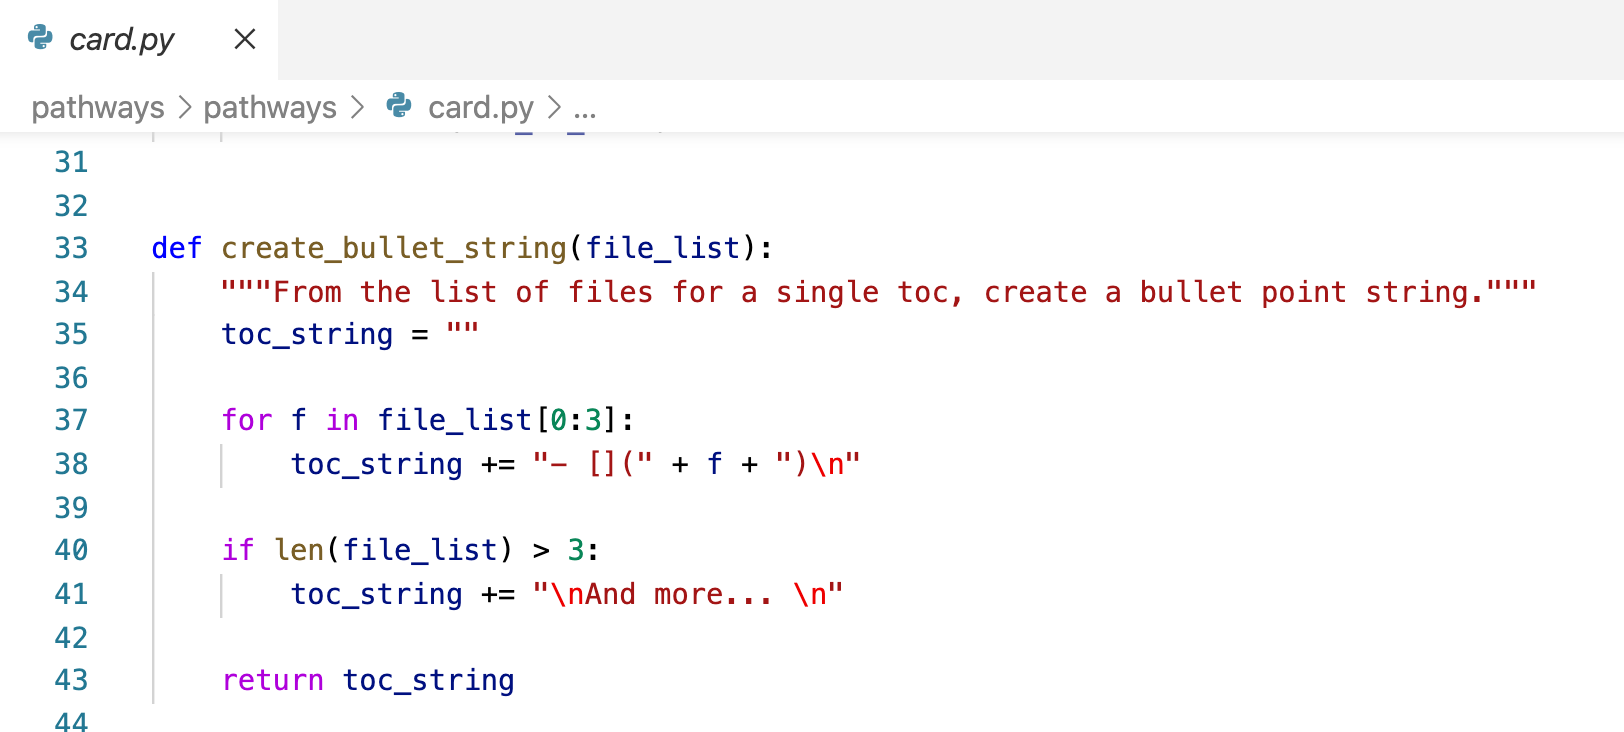 card.py
pathways > pathways > card.py > ...
31
32
33 def create_bullet_string(file_list):
34     """From the list of files for a single toc, create a bullet point string."""
35     toc_string = ""
36
37     for f in file_list[0:3]:
38         toc_string += "- [](" + f + ")\n"
39
40     if len(file_list) > 3:
41         toc_string += "\nAnd more... \n"
42
43     return toc_string
44